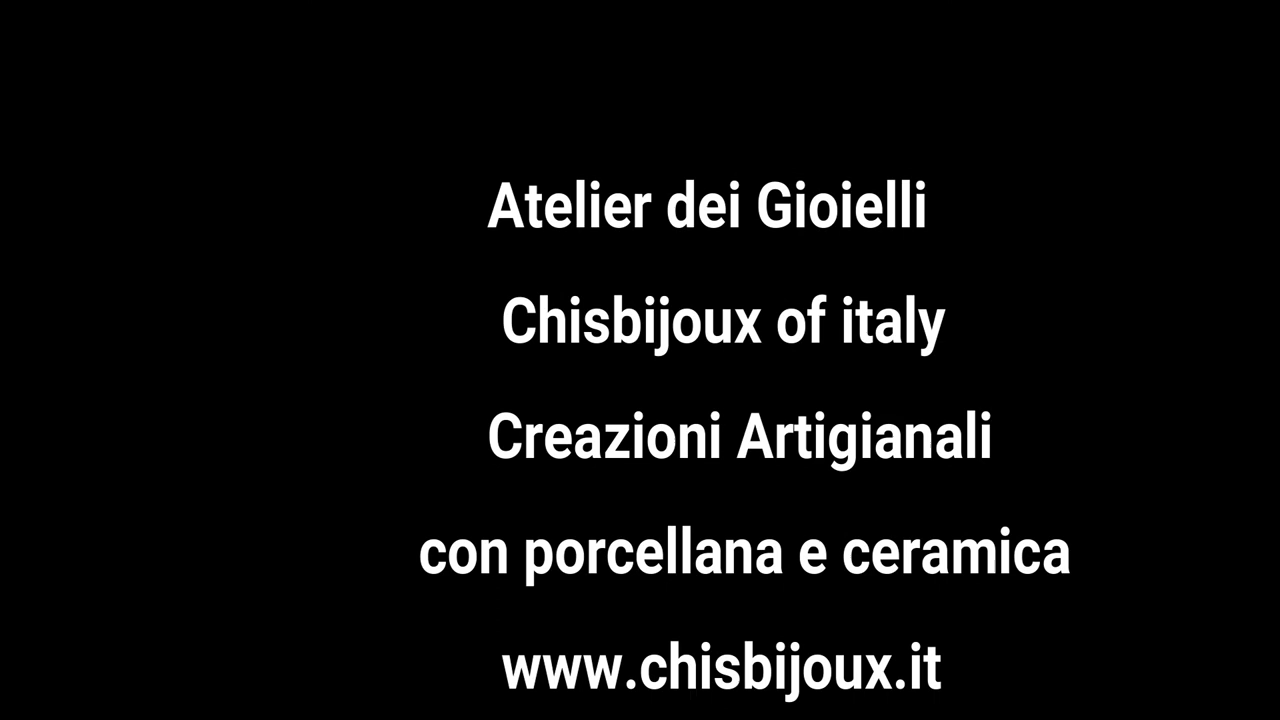 Atelier dei Gioielli
Chisbijoux of italy
Creazioni Artigianali
con porcellana e ceramica
www.chisbijoux.it